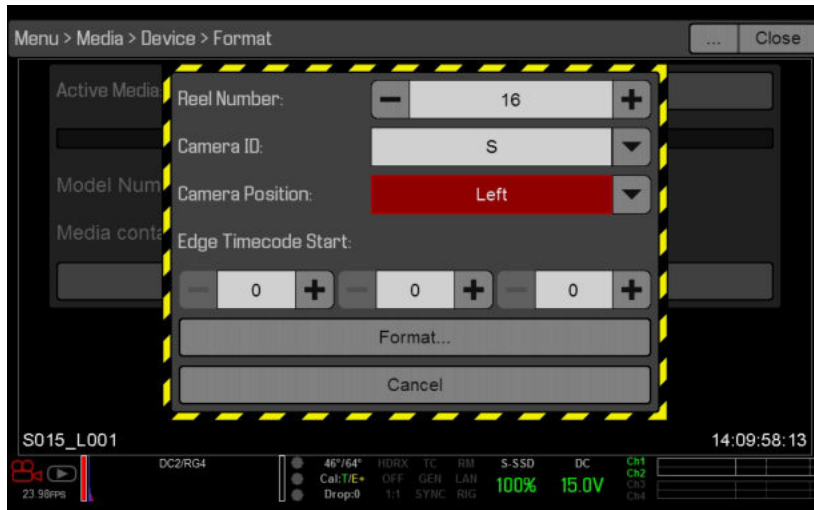 Menu > Media > Device > Format
... Close
Active Media
Reel Number: 16
Camera ID: S
Model Num
Camera Position: Left
Media conta
Edge Timecode Start:
0 0 0
Format...
Cancel
S015_L001 14:09:58:13
DC2/RG4 46°/64° HDRX TC RM S-SSD DC Ch1
Cal:T/E+ OFF GEN LAN 100% 15.0V Ch2
23.98FPS Drop:0 1:1 SYNC RIG Ch3
Ch4